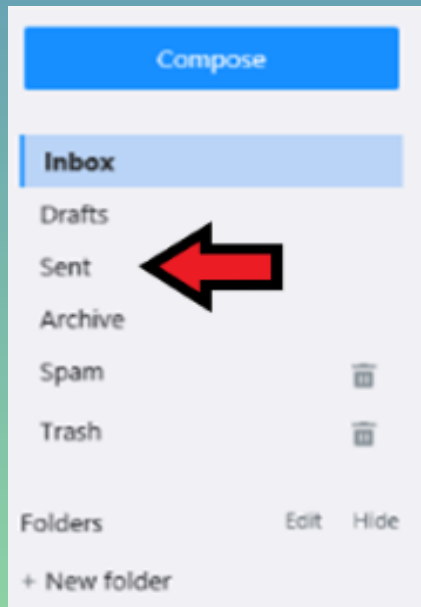 Compose
Inbox
Drafts
Sent
Archive
Spam
Trash
Folders Edit Hide
+ New folder